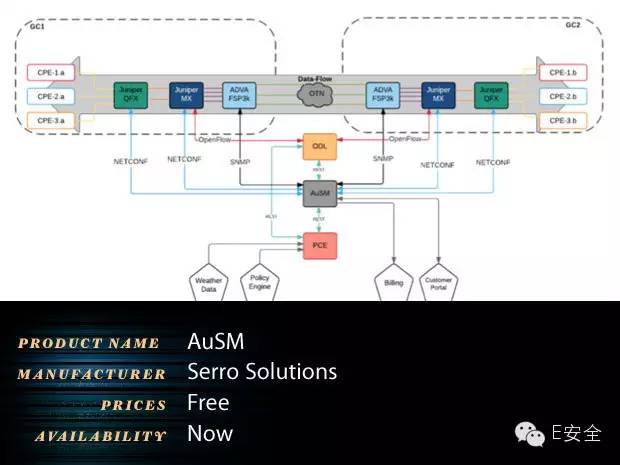 GC1
GC2
Data-Flow
CPE-1.a
CPE-2.a
CPE-3.a
Juniper QFX
Juniper MX
ADVA FSP3k
OTN
ADVA FSP3k
Juniper MX
Juniper QFX
CPE-1.b
CPE-2.b
CPE-3.b
OpenFlow
ODL
OpenFlow
NETCONF
NETCONF
SNMP
SNMP
NETCONF
NETCONF
REST
AuSM
REST
REST
PCE
Weather Data
Policy Engine
Billing
Customer Portal
PRODUCT NAME AuSM
MANUFACTURER Serro Solutions
PRICES Free
AVAILABILITY Now
E安全